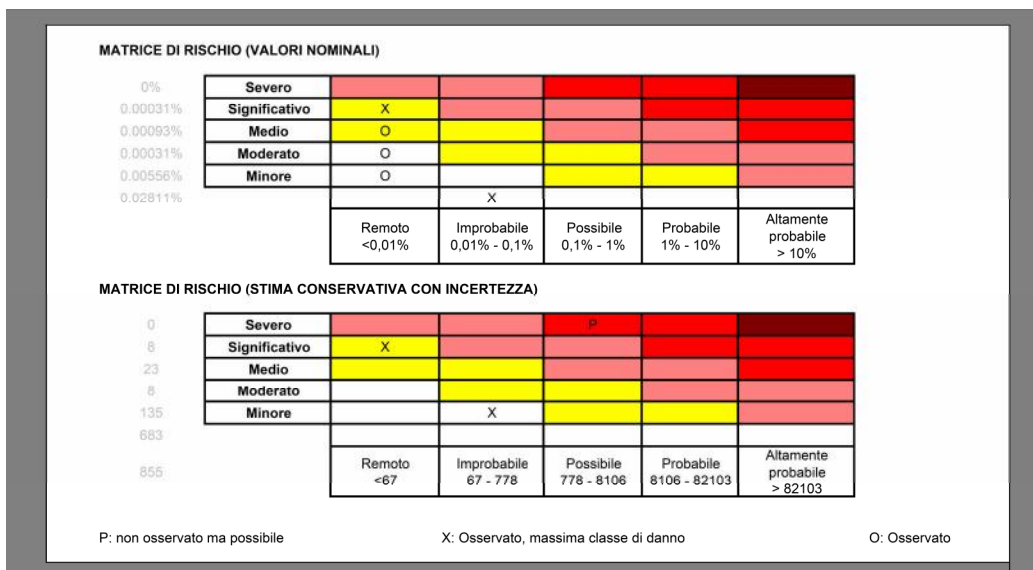 MATRICE DI RISCHIO (VALORI NOMINALI)
0% Severo
0.00031% Significativo X
0.00093% Medio O
0.00031% Moderato O
0.00556% Minore O
0.02811% X
Remoto Improbabile Possibile Probabile Altamente
<0,01% 0,01% - 0,1% 0,1% - 1% 1% - 10% probabile
> 10%
MATRICE DI RISCHIO (STIMA CONSERVATIVA CON INCERTEZZA)
0 Severo P
8 Significativo X
23 Medio
8 Moderato
135 Minore X
683
855 Remoto Improbabile Possibile Probabile Altamente
<67 67 - 778 778 - 8106 8106 - 82103 probabile
> 82103
P: non osservato ma possibile X: Osservato, massima classe di danno O: Osservato